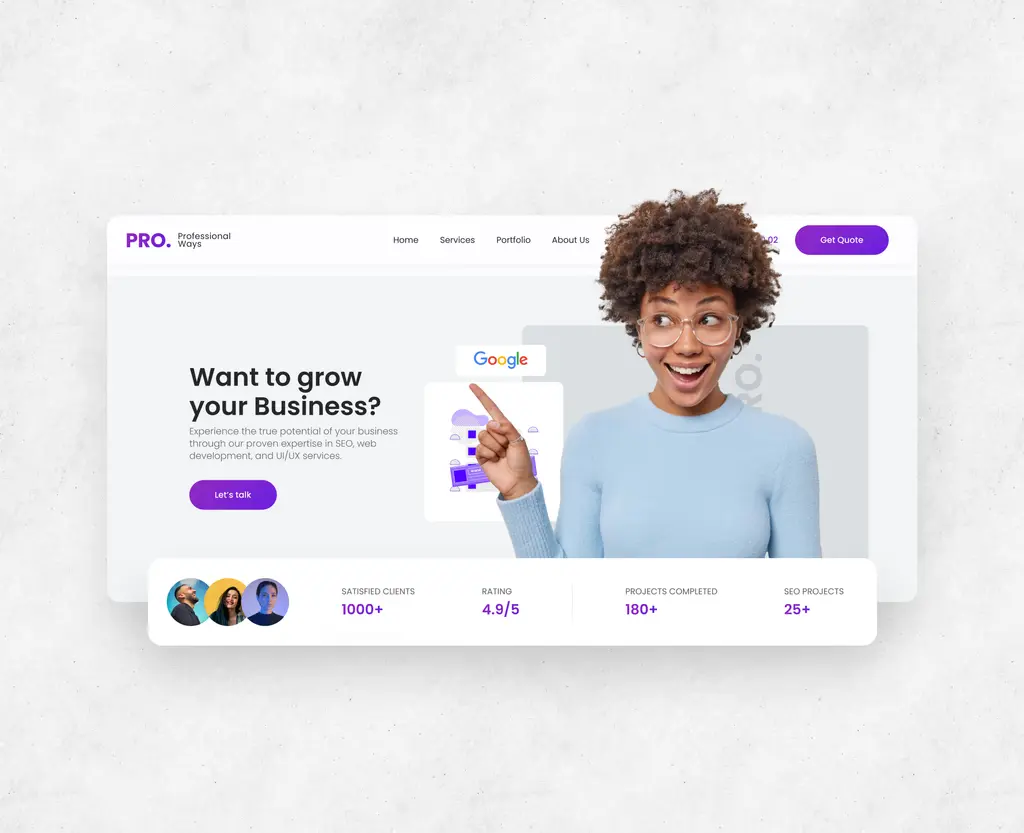 PRO.
Professional
Ways
Home
Services
Portfolio
About Us
02
Get Quote
Google
Want to grow
your Business?
Experience the true potential of your business
through our proven expertise in SEO, web
development, and UI/UX services.
Let's talk
SATISFIED CLIENTS
1000+
RATING
4.9/5
PROJECTS COMPLETED
180+
SEO PROJECTS
25+